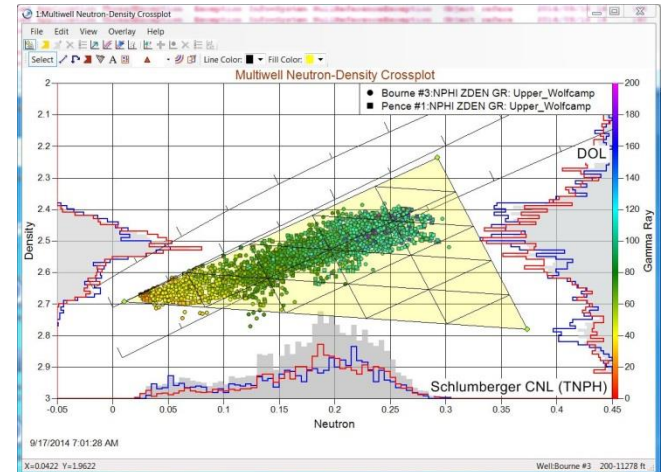 1:Multiwell Neutron-Density Crossplot
File Edit View Overlay Help
Select Line Color: Fill Color:
Multiwell Neutron-Density Crossplot
Bourne #3:NPHI ZDEN GR: Upper_Wolfcamp
Pence #1:NPHI ZDEN GR: Upper_Wolfcamp
DOL
Density
2
2.1
2.2
2.3
2.4
2.5
2.6
2.7
2.8
2.9
3
200
180
160
140
120
100
80
60
40
20
0
Gamma Ray
Schlumberger CNL (TNPH)
-0.05 0 0.05 0.1 0.15 0.2 0.25 0.3 0.35 0.4 0.45
Neutron
9/17/2014 7:01:28 AM
X=0.0422 Y=1.9622 Well:Bourne #3 200-11278 ft